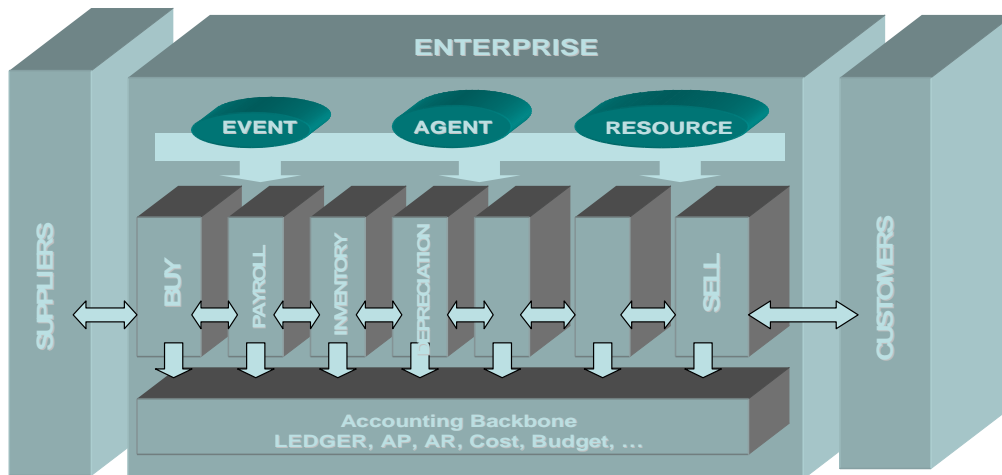 ENTERPRISE
EVENT
AGENT
RESOURCE
SUPPLIERS
BUY
PAYROLL
INVENTORY
DEPRECIATION
SELL
CUSTOMERS
Accounting Backbone
LEDGER, AP, AR, Cost, Budget, ...